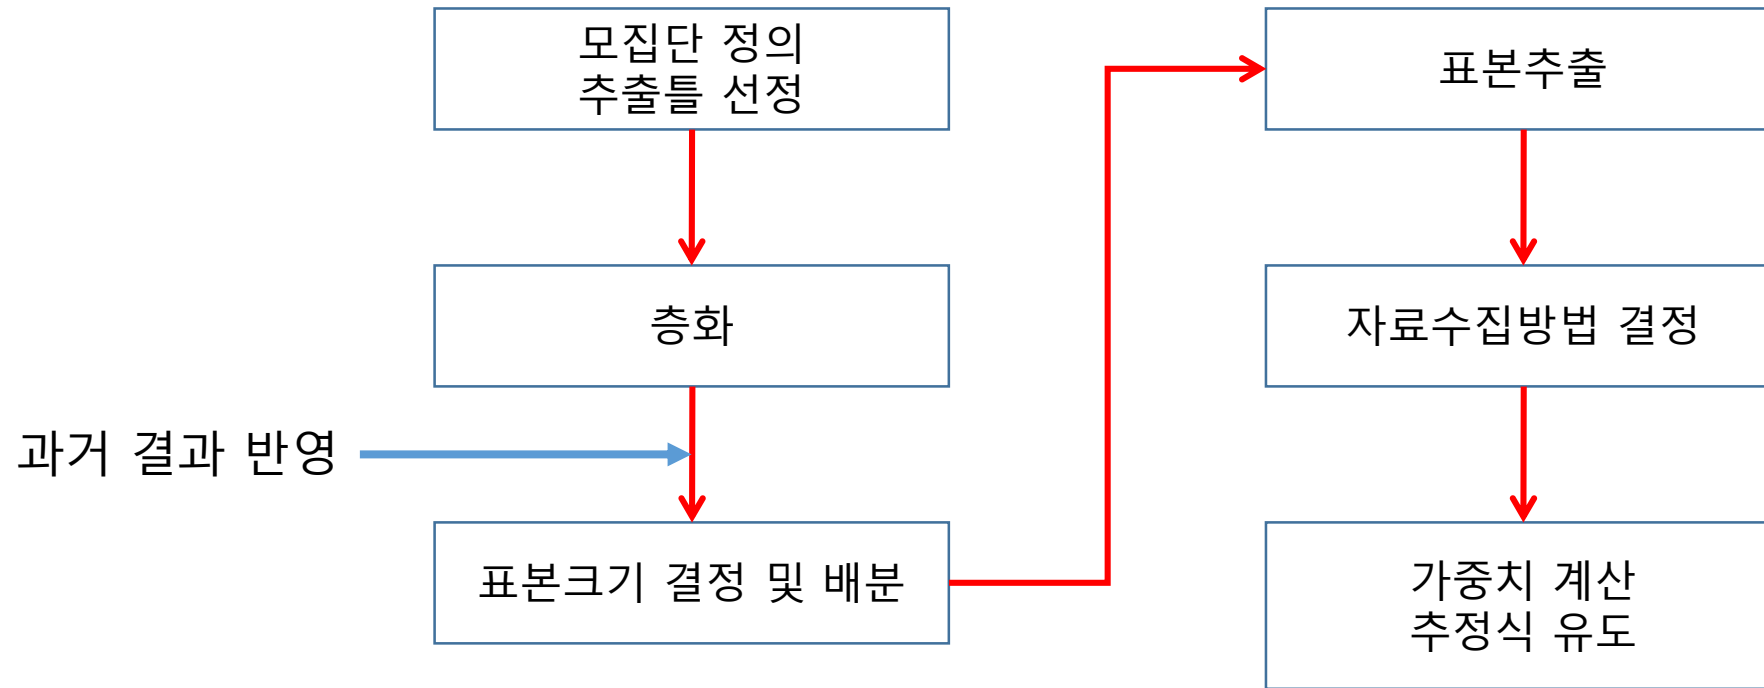 모집단 정의
추출틀 선정
층화
과거 결과 반영
표본크기 결정 및 배분
표본추출
자료수집방법 결정
가중치 계산
추정식 유도